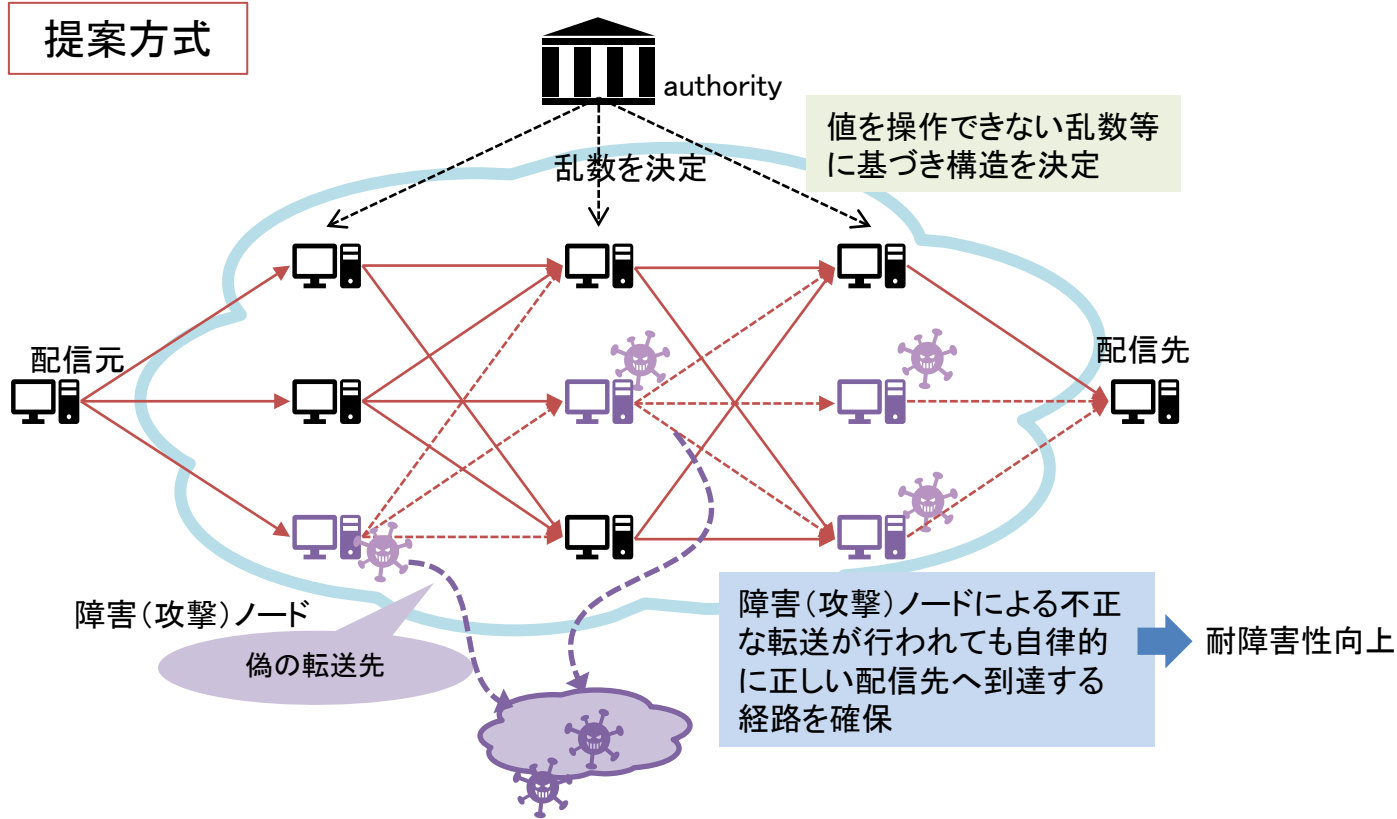 提案方式
authority
値を操作できない乱数等
に基づき構造を決定
乱数を決定
配信元
配信先
障害（攻撃）ノード
偽の転送先
障害（攻撃）ノードによる不正
な転送が行われても自律的
に正しい配信先へ到達する
経路を確保
耐障害性向上